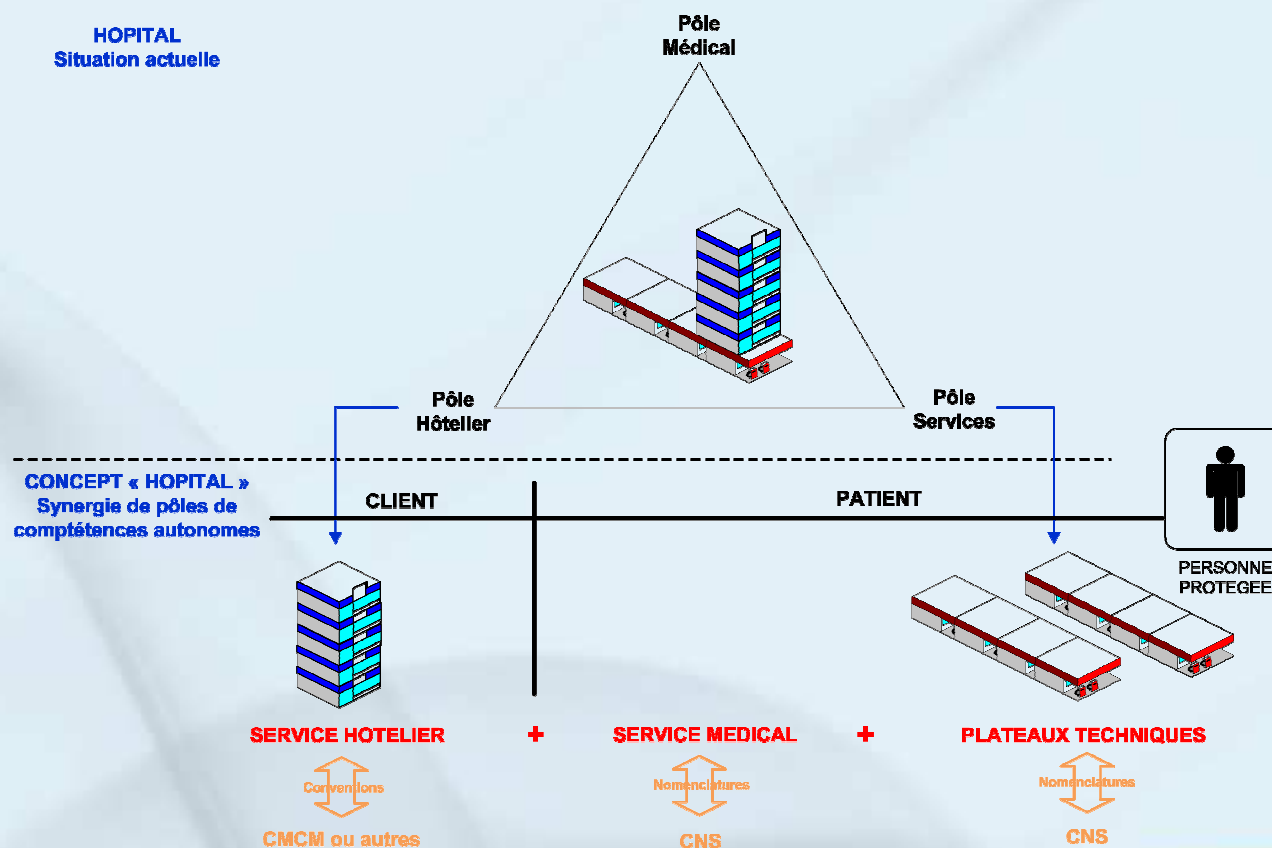 HOPITAL
Situation actuelle
Pôle
Médical
Pôle
Hôtelier
Pôle
Services
CONCEPT « HOPITAL »
Synergie de pôles de
comptétences autonomes
CLIENT
PATIENT
PERSONNE
PROTEGEE
SERVICE HOTELIER + SERVICE MEDICAL + PLATEAUX TECHNIQUES
Conventions
Nomenclatures
Nomenclatures
CMCM ou autres
CNS
CNS